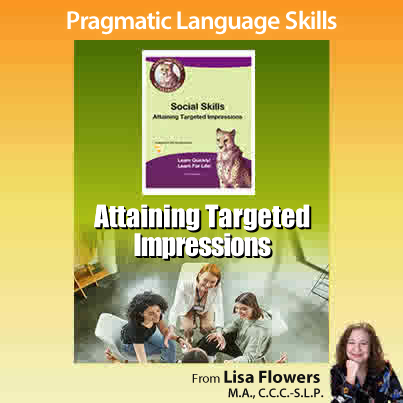 Pragmatic Language Skills
Social Skills
Attaining Targeted Impressions
Learn Quickly!
Learn For Life!
Attaining Targeted
Impressions
From Lisa Flowers
M.A., C.C.C.-S.L.P.